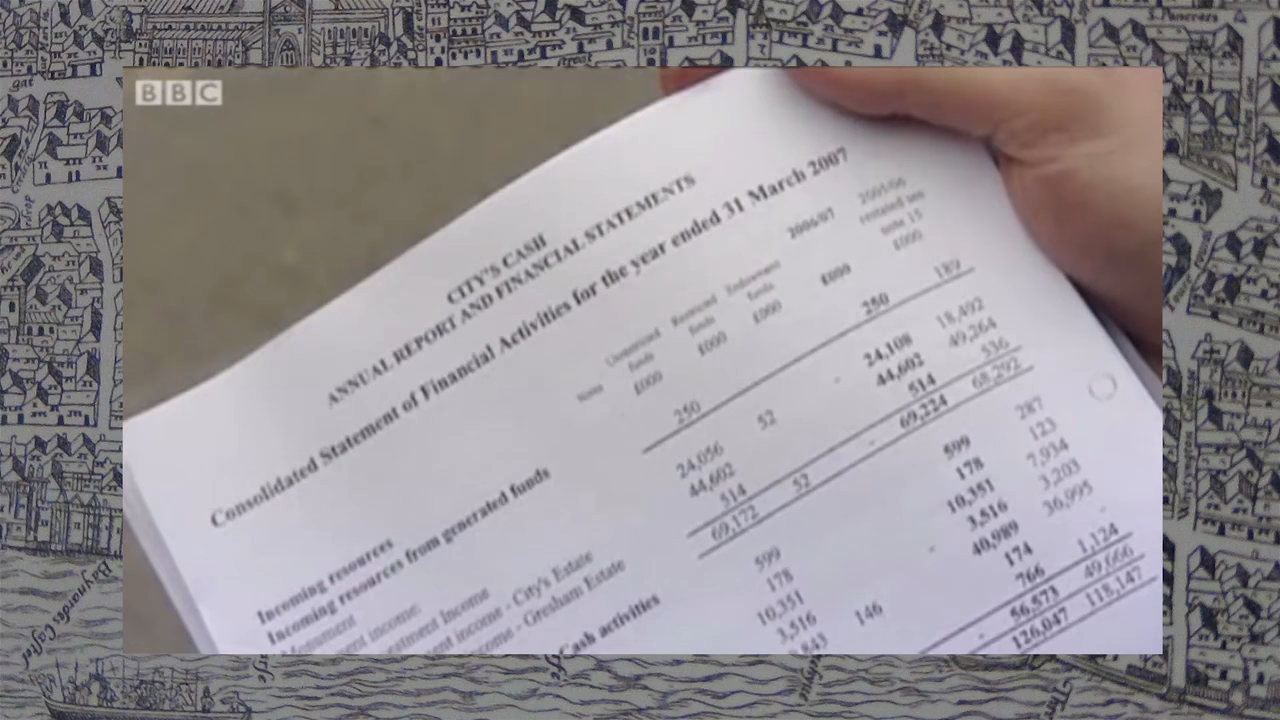 BBC
CITY'S CASH
ANNUAL REPORT AND FINANCIAL STATEMENTS
Consolidated Statement of Financial Activities for the year ended 31 March 2007
Unrestricted funds £000
Restricted funds £000
Endowment funds £000
2006/07 £000
2005/06 restated see note 15 £000
Incoming resources
Incoming resources from generated funds
250 250 189
24,056 52 - 24,108 18,492
44,602 44,602 49,264
514 514 536
69,172 52 - 69,224 68,292
599 599 287
178 178 123
10,351 10,351 7,934
3,516 3,516 3,203
146 - 40,989 36,995
174 -
766 1,124
56,573 49,666
- 126,047 118,147
income:
Investment Income
income - City's Estate
income - Gresham Estate
Cash activities
Baynards Castel